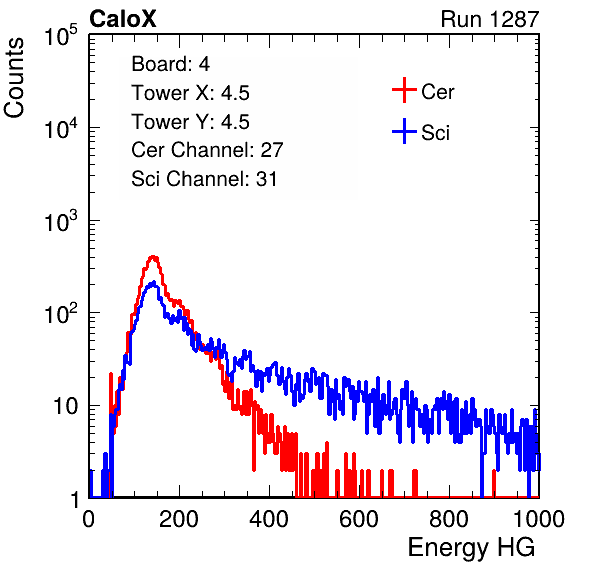 CaloX Run 1287
Counts
Board: 4
Tower X: 4.5
Tower Y: 4.5
Cer Channel: 27
Sci Channel: 31
Cer
Sci
10^5
10^4
10^3
10^2
10
1
0 200 400 600 800 1000
Energy HG